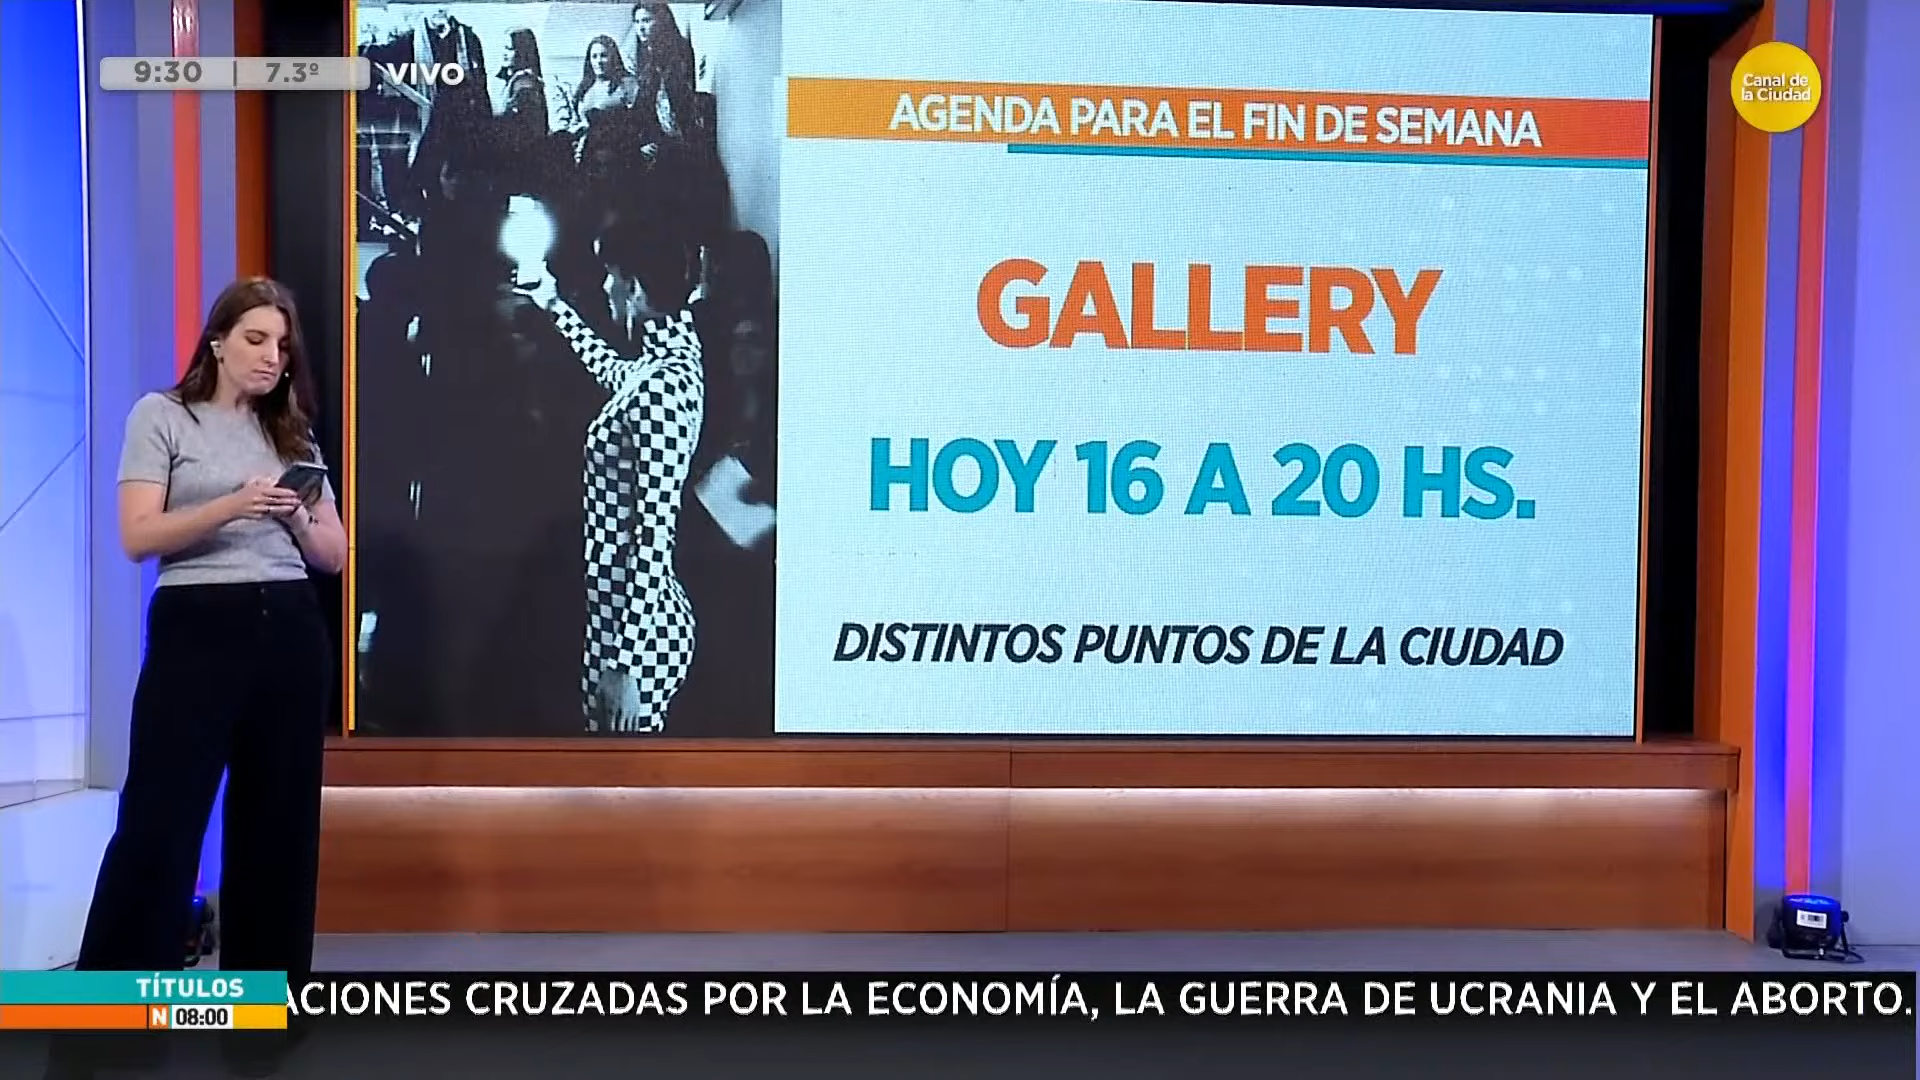 9:30 | 7.3º VIVO
Canal de
la Ciudad
AGENDA PARA EL FIN DE SEMANA
GALLERY
HOY 16 A 20 HS.
DISTINTOS PUNTOS DE LA CIUDAD
TÍTULOS
N 08:00
ACIONES CRUZADAS POR LA ECONOMÍA, LA GUERRA DE UCRANIA Y EL ABORTO.